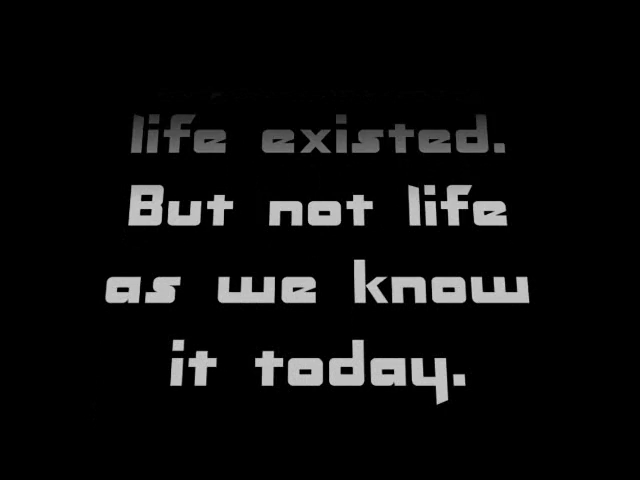 life existed.
But not life
as we know
it today.